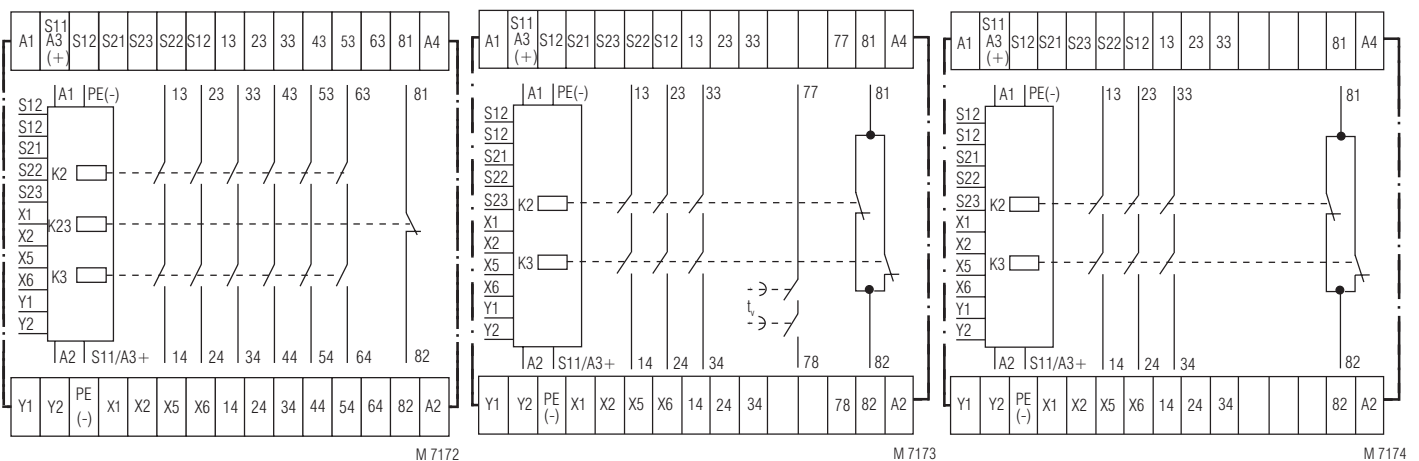 A1 S11 A3 (+) S12 S21 S23 S22 S12 13 23 33 43 53 63 81 A4
A1 PE(-) 13 23 33 43 53 63 81
S12
S12
S21
S22
K2
S23
X1
K23
X2
X5
K3
X6
Y1
Y2
A2 S11/A3+ 14 24 34 44 54 64 82
Y1 Y2 PE (-) X1 X2 X5 X6 14 24 34 44 54 64 82 A2
M 7172
A1 S11 A3 (+) S12 S21 S23 S22 S12 13 23 33 77 81 A4
A1 PE(-) 13 23 33 77 81
S12
S12
S21
S22
S23
K2
X1
X2
K3
X5
X6
Y1
tv
Y2
A2 S11/A3+ 14 24 34 78 82
Y1 Y2 PE (-) X1 X2 X5 X6 14 24 34 78 82 A2
M 7173
A1 S11 A3 (+) S12 S21 S23 S22 S12 13 23 33 81 A4
A1 PE(-) 13 23 33 81
S12
S12
S21
S22
S23
K2
X1
X2
K3
X5
X6
Y1
Y2
A2 S11/A3+ 14 24 34 82
Y1 Y2 PE (-) X1 X2 X5 X6 14 24 34 82 A2
M 7174